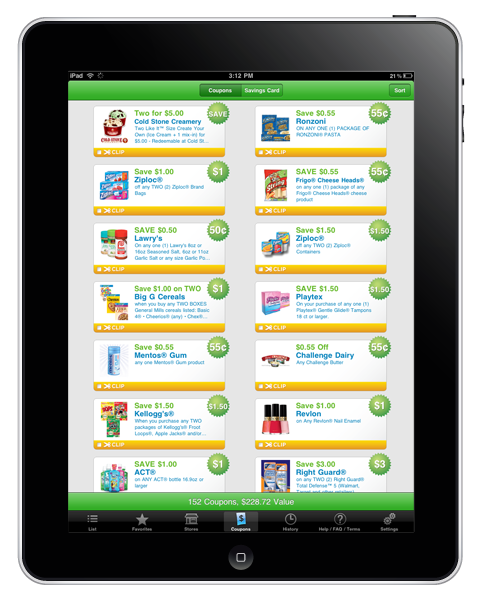 iPad
3:12 PM
21 %
Coupons
Savings Card
Sort
Two for $5.00
Cold Stone Creamery
Two Like It™ Size Create Your
Own (Ice Cream + 1 mix-in) for
$5.00 - Redeemable at Cold St...
SAVE
CLIP
Save $0.55
Ronzoni
ON ANY ONE (1) PACKAGE OF
RONZONI® PASTA
55¢
CLIP
Save $1.00
Ziploc®
off any TWO (2) Ziploc® Brand
Bags
$1
CLIP
SAVE $0.55
Frigo® Cheese Heads®
on any one (1) package of any
Frigo® Cheese Heads® cheese
product
55¢
CLIP
SAVE $0.50
Lawry's
On any one (1) Lawry's 8oz or
16oz Seasoned Salt, 6oz or 11oz
Garlic Salt or any size Garlic Po...
50¢
CLIP
Save $1.50
Ziploc®
off any TWO (2) Ziploc®
Containers
$1.50
CLIP
Save $1.00 on TWO
Big G Cereals
when you buy any TWO BOXES
General Mills cereals listed: Basic
4® • Cheerios® (any) • Chex®...
$1
CLIP
SAVE $1.50
Playtex
On your purchase of any one (1)
Playtex® Gentle Glide® Tampons
18 ct or larger.
$1.50
CLIP
Save $0.55
Mentos® Gum
any one Mentos® Gum product
55¢
CLIP
$0.55 Off
Challenge Dairy
Any Challenge Butter
55¢
CLIP
Save $1.50
Kellogg's®
When you purchase any TWO
packages of Kellogg's® Froot
Loops®, Apple Jacks® and/or...
$1.50
CLIP
Save $1.00
Revlon
on Any Revlon® Nail Enamel
$1
CLIP
SAVE $1.00
ACT®
on ANY ACT® bottle 16.9oz or
larger
$1
Save $3.00
Right Guard®
on any TWO (2) Right Guard®
Total Defense™ 5 (Walmart,
Target and other retailers)
$3
152 Coupons, $228.72 Value
List
Favorites
Stores
Coupons
History
Help / FAQ / Terms
Settings